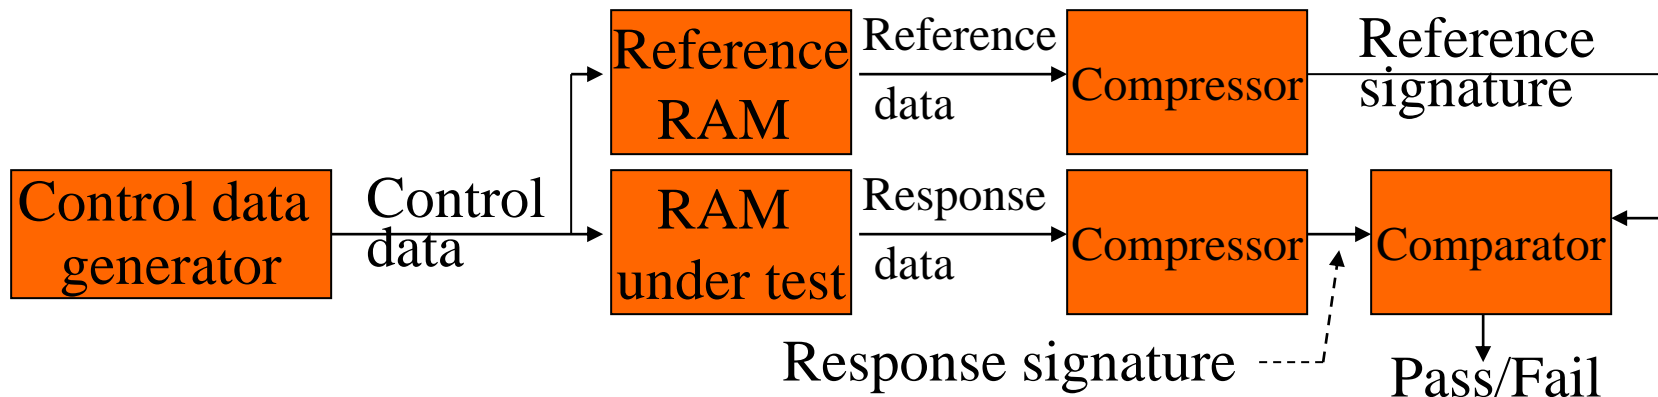 Reference
RAM
Reference
data
Compressor
Reference
signature
Control data
generator
Control
data
RAM
under test
Response
data
Compressor
Comparator
Response signature
Pass/Fail